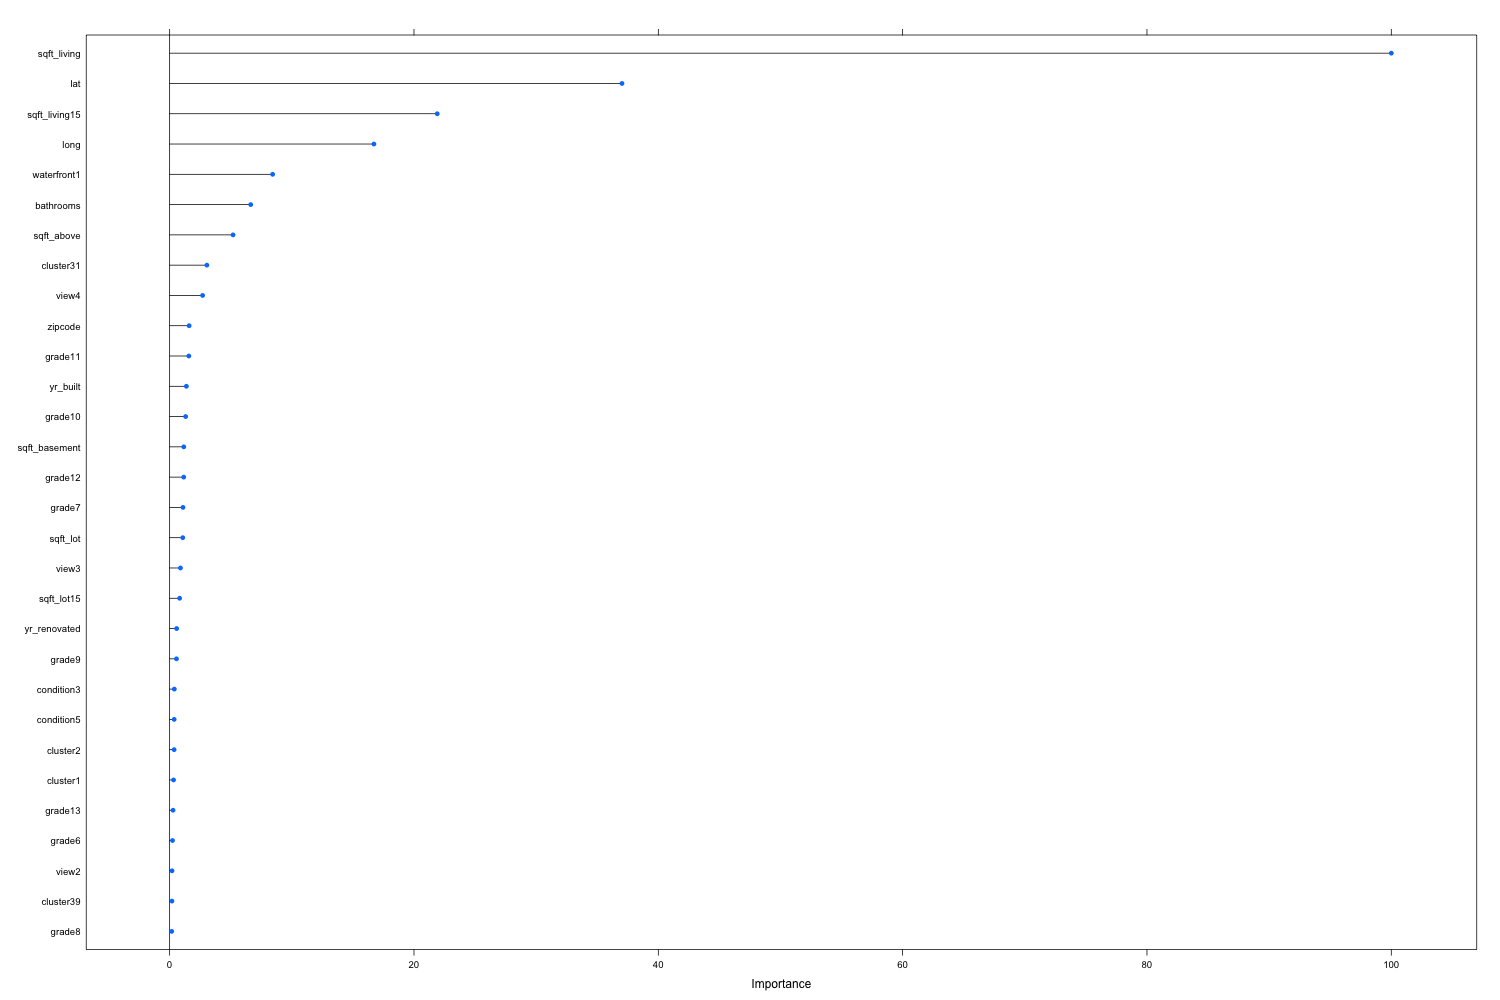 sqft_living
lat
sqft_living15
long
waterfront1
bathrooms
sqft_above
cluster31
view4
zipcode
grade11
yr_built
grade10
sqft_basement
grade12
grade7
sqft_lot
view3
sqft_lot15
yr_renovated
grade9
condition3
condition5
cluster2
cluster1
grade13
grade6
view2
cluster39
grade8
0 20 40 60 80 100
Importance